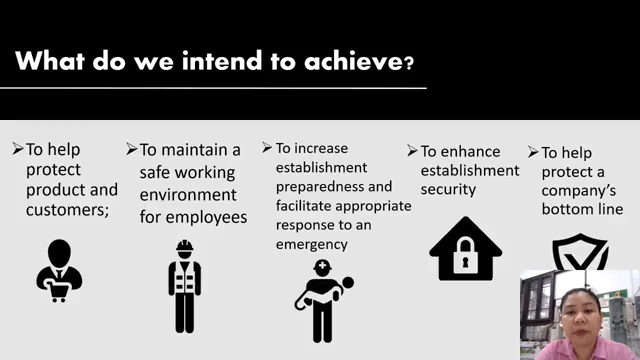 What do we intend to achieve?
➢To help
protect
product and
customers;
➢To maintain a
safe working
environment
for employees
➢To increase
establishment
preparedness and
facilitate appropriate
response to an
emergency
➢To enhance
establishment
security
➢To help
protect a
company's
bottom line